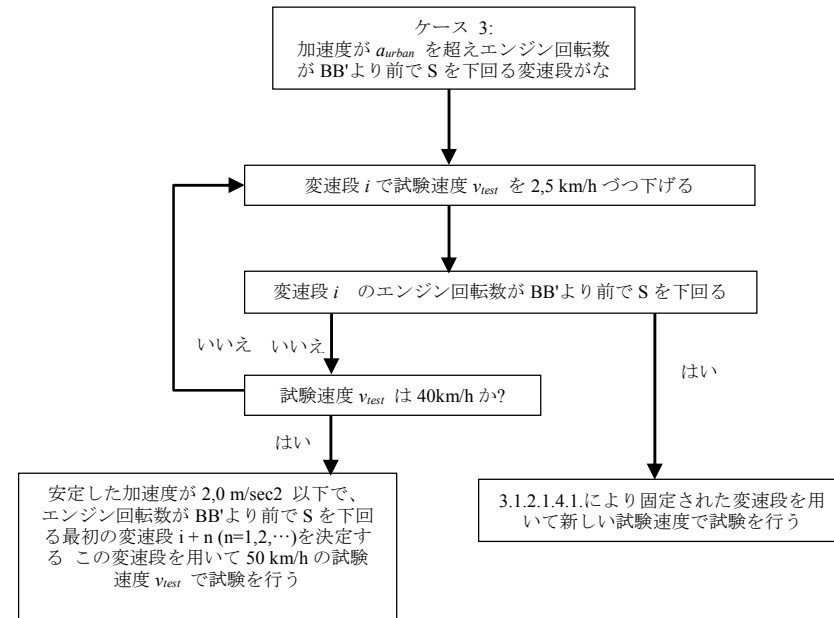 ケース 3:
加速度が aurban を超えエンジン回転数
が BB'より前で S を下回る変速段がな
変速段 i で試験速度 vtest を 2,5 km/h づつ下げる
変速段 i のエンジン回転数が BB'より前で S を下回る
いいえ いいえ
はい
試験速度 vtest は 40km/h か?
はい
安定した加速度が 2,0 m/sec2 以下で、
エンジン回転数が BB'より前で S を下回
る最初の変速段 i + n (n=1,2,…)を決定す
る この変速段を用いて 50 km/h の試験
速度 vtest で試験を行う
3.1.2.1.4.1.により固定された変速段を用
いて新しい試験速度で試験を行う